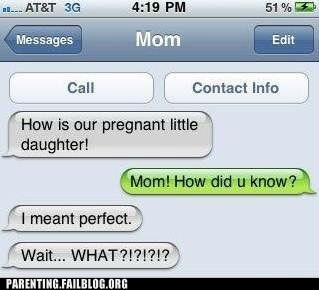 AT&T 3G 4:19 PM 51%
Messages Mom Edit
Call Contact Info
How is our pregnant little
daughter!
Mom! How did u know?
I meant perfect.
Wait... WHAT?!?!?!?
PARENTING.FAILBLOG.ORG